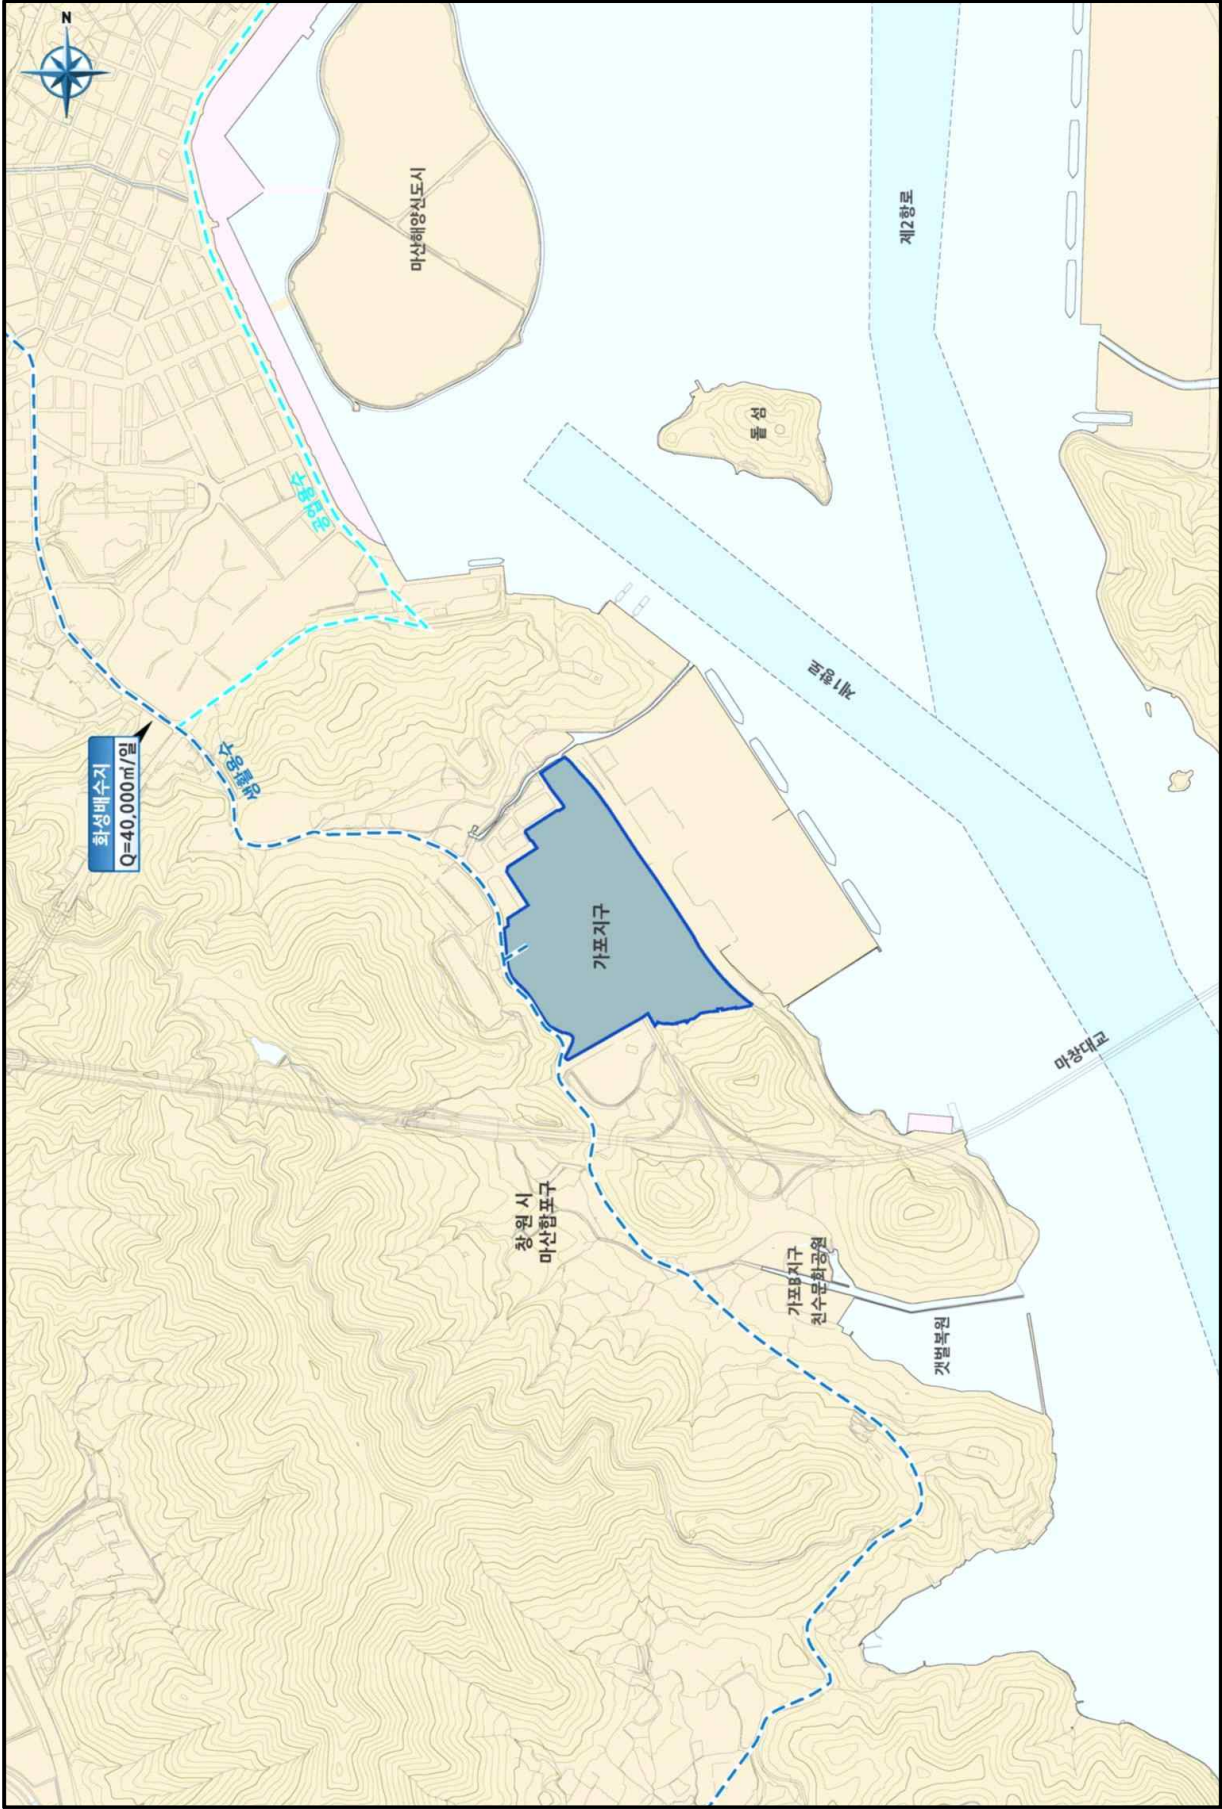 N
마산해양신도시
제2항로
돌 섬
공업용수
제1항로
생활용수
화성배수지
Q=40,000㎥/일
가포지구
마창대교
창 원 시
마산합포구
가포B지구
친수문화공원
갯벌복원